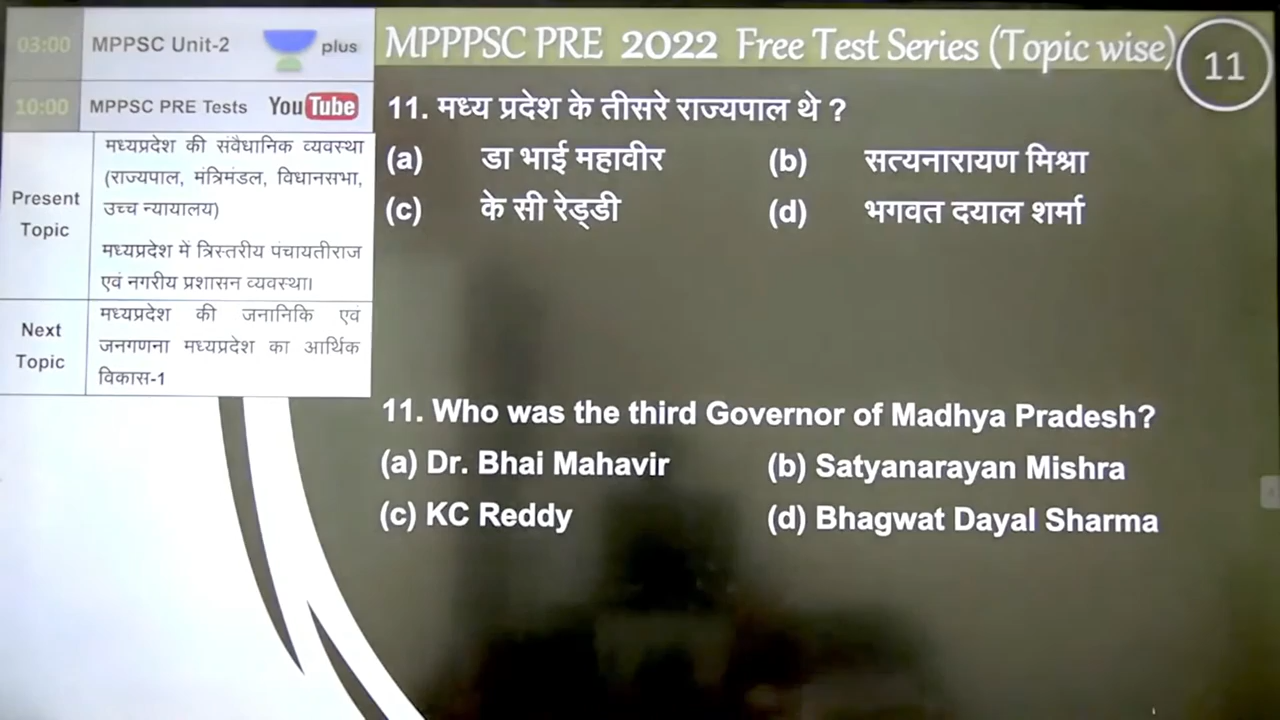 03:00 MPPSC Unit-2 plus
10:00 MPPSC PRE Tests YouTube
Present Topic
मध्यप्रदेश की संवैधानिक व्यवस्था
(राज्यपाल, मंत्रिमंडल, विधानसभा,
उच्च न्यायालय)
मध्यप्रदेश में त्रिस्तरीय पंचायतीराज
एवं नगरीय प्रशासन व्यवस्था।
Next Topic
मध्यप्रदेश की जनानिकि एवं
जनगणना मध्यप्रदेश का आर्थिक
विकास-1
MPPPSC PRE 2022 Free Test Series (Topic wise) 11
11. मध्य प्रदेश के तीसरे राज्यपाल थे ?
(a) डा भाई महावीर (b) सत्यनारायण मिश्रा
(c) के सी रेड्डी (d) भगवत दयाल शर्मा
11. Who was the third Governor of Madhya Pradesh?
(a) Dr. Bhai Mahavir (b) Satyanarayan Mishra
(c) KC Reddy (d) Bhagwat Dayal Sharma